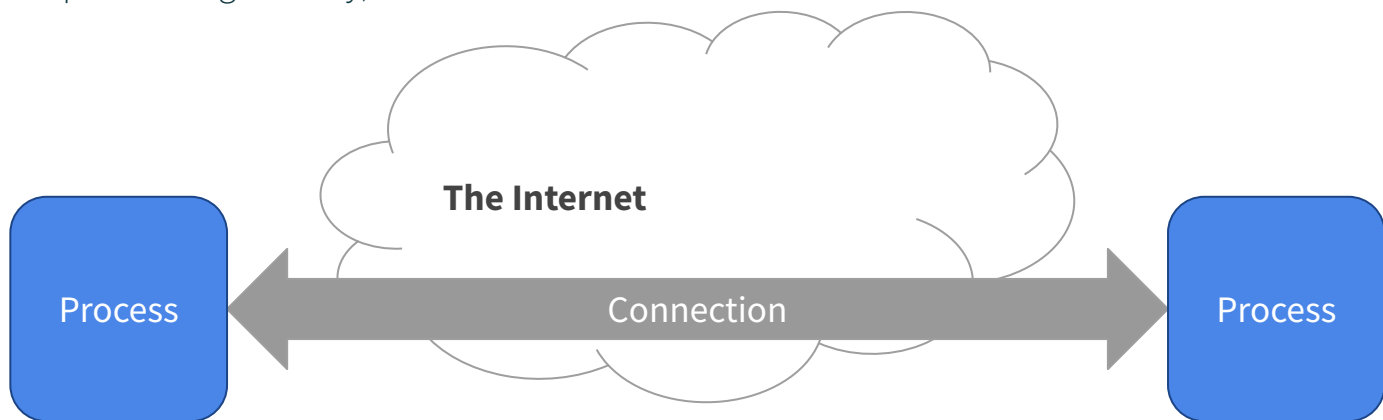 The Internet
Process
Connection
Process